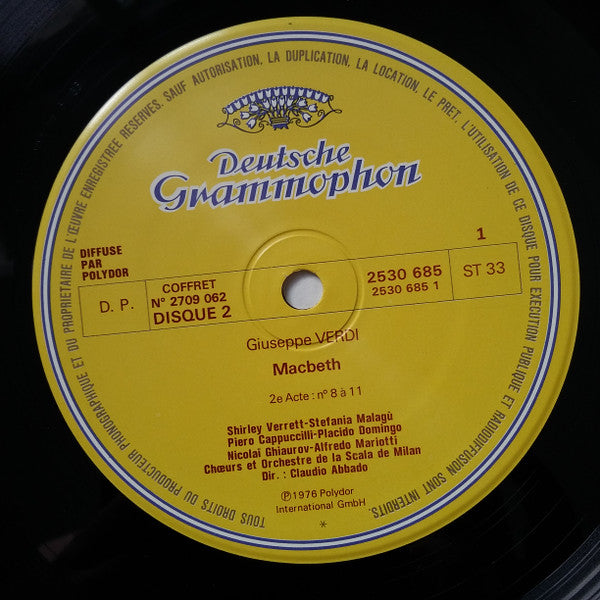 TOUS DROITS DU PRODUCTEUR PHONOGRAPHIQUE ET DU PROPRIETAIRE DE L'ŒUVRE ENREGISTREE RESERVES. SAUF AUTORISATION, LA DUPLICATION, LA LOCATION, LE PRET, L'UTILISATION DE CE DISQUE POUR EXECUTION PUBLIQUE ET RADIODIFFUSION SONT INTERDITS.
*
Deutsche
Grammophon
DIFFUSE
PAR
POLYDOR
1
D. P.
COFFRET
N° 2709 062
DISQUE 2
2530 685
2530 685 1
ST 33
Giuseppe VERDI
Macbeth
2e Acte : n° 8 à 11
Shirley Verrett-Stefania Malagù
Piero Cappuccilli-Placido Domingo
Nicolai Ghiaurov-Alfredo Mariotti
Chœurs et Orchestre de la Scala de Milan
Dir. : Claudio Abbado
℗1976 Polydor
International GmbH